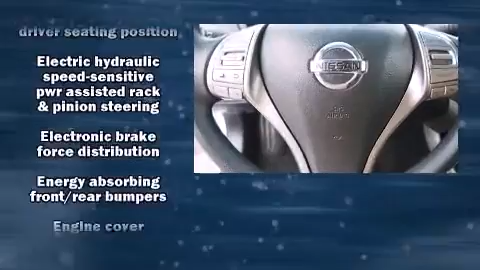 driver seating position
Electric hydraulic
speed-sensitive
pwr assisted rack
& pinion steering
Electronic brake
force distribution
Energy absorbing
front/rear bumpers
Engine cover
NISSAN